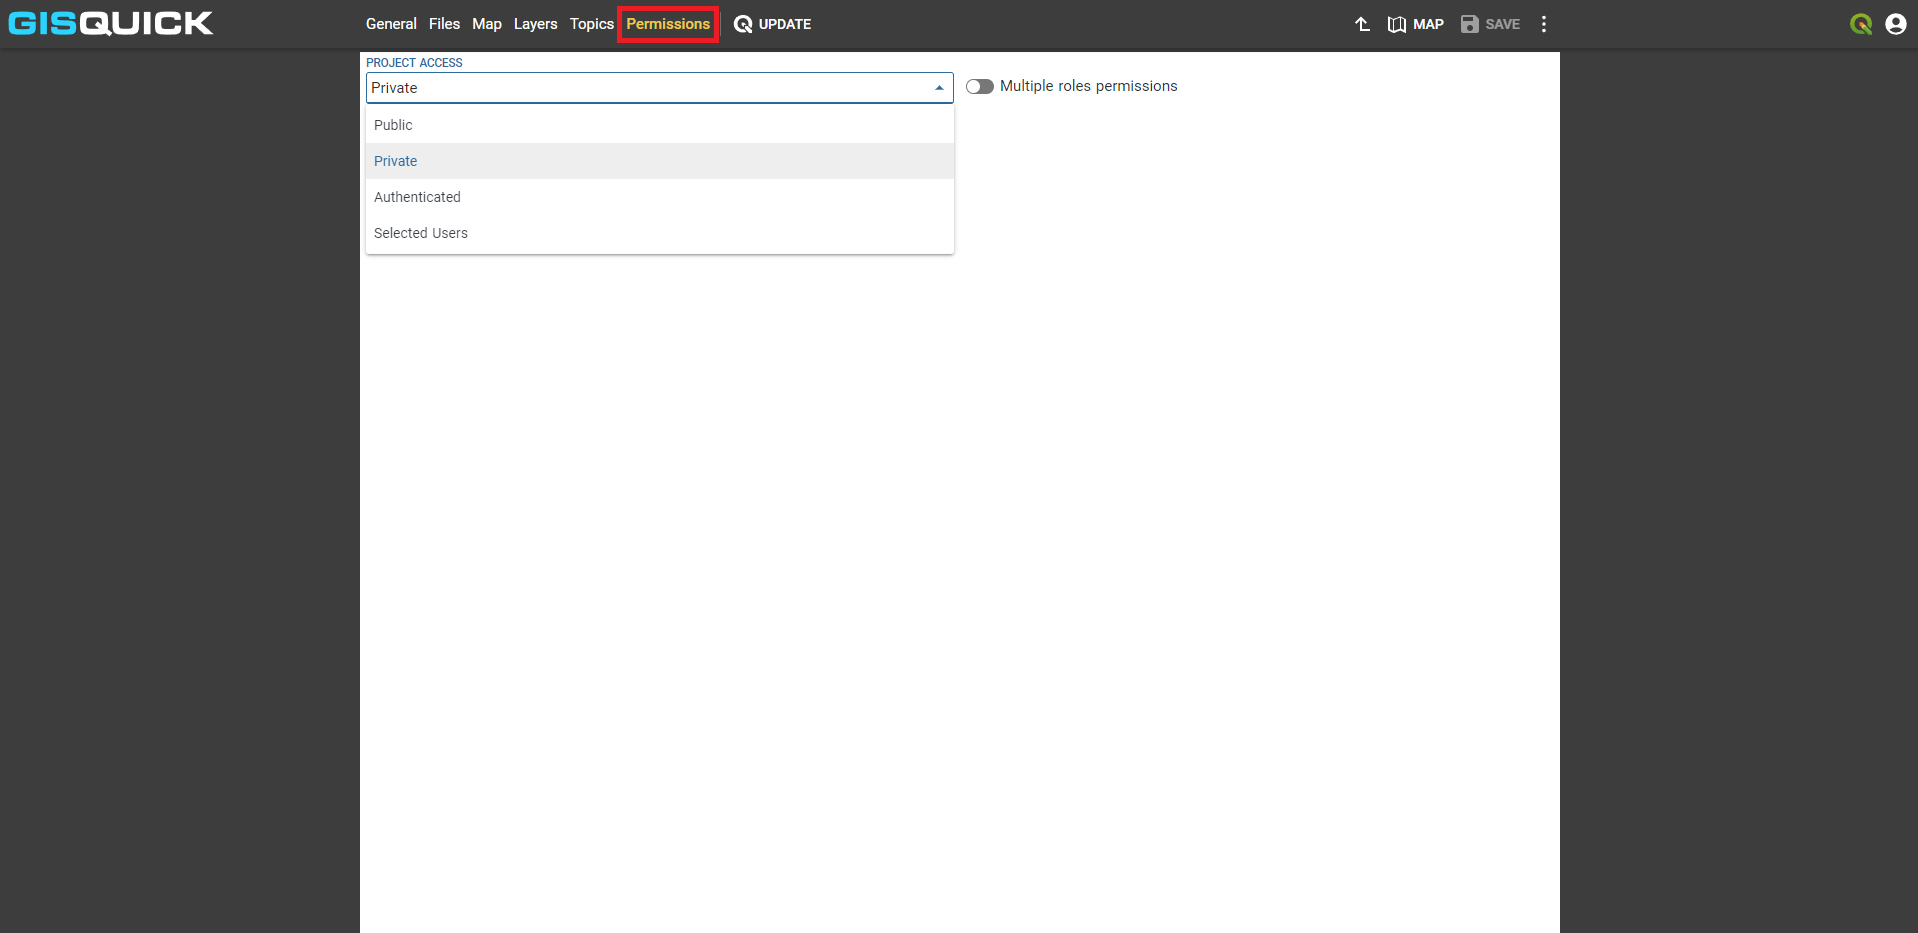 GISQUICK General Files Map Layers Topics Permissions UPDATE MAP SAVE
PROJECT ACCESS
Private Multiple roles permissions
Public
Private
Authenticated
Selected Users